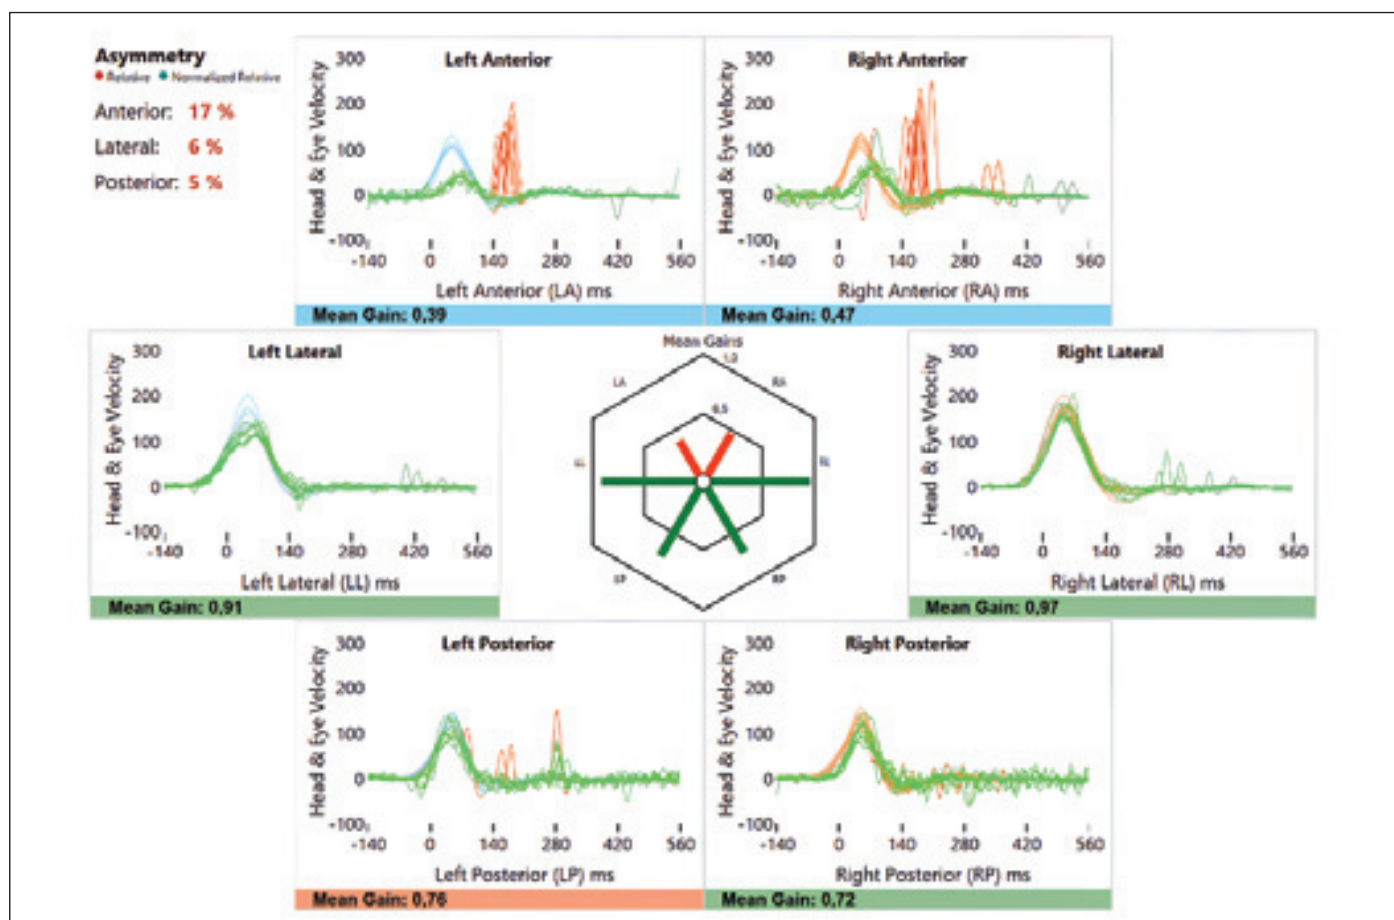 Asymmetry
Relative Normalized Relative
Anterior: 17 %
Lateral: 6 %
Posterior: 5 %
Left Anterior
Head & Eye Velocity
300
200
100
0
-100
-140 0 140 280 420 560
Left Anterior (LA) ms
Mean Gain: 0,39
Right Anterior
Head & Eye Velocity
300
200
100
0
-100
-140 0 140 280 420 560
Right Anterior (RA) ms
Mean Gain: 0,47
Left Lateral
Head & Eye Velocity
300
200
100
0
-100
-140 0 140 280 420 560
Left Lateral (LL) ms
Mean Gain: 0,91
Mean Gains
1.0
LA
RA
0.5
LL
RL
LP
RP
Right Lateral
Head & Eye Velocity
300
200
100
0
-100
-140 0 140 280 420 560
Right Lateral (RL) ms
Mean Gain: 0,97
Left Posterior
Head & Eye Velocity
300
200
100
0
-100
-140 0 140 280 420 560
Left Posterior (LP) ms
Mean Gain: 0,76
Right Posterior
Head & Eye Velocity
300
200
100
0
-100
-140 0 140 280 420 560
Right Posterior (RP) ms
Mean Gain: 0,72